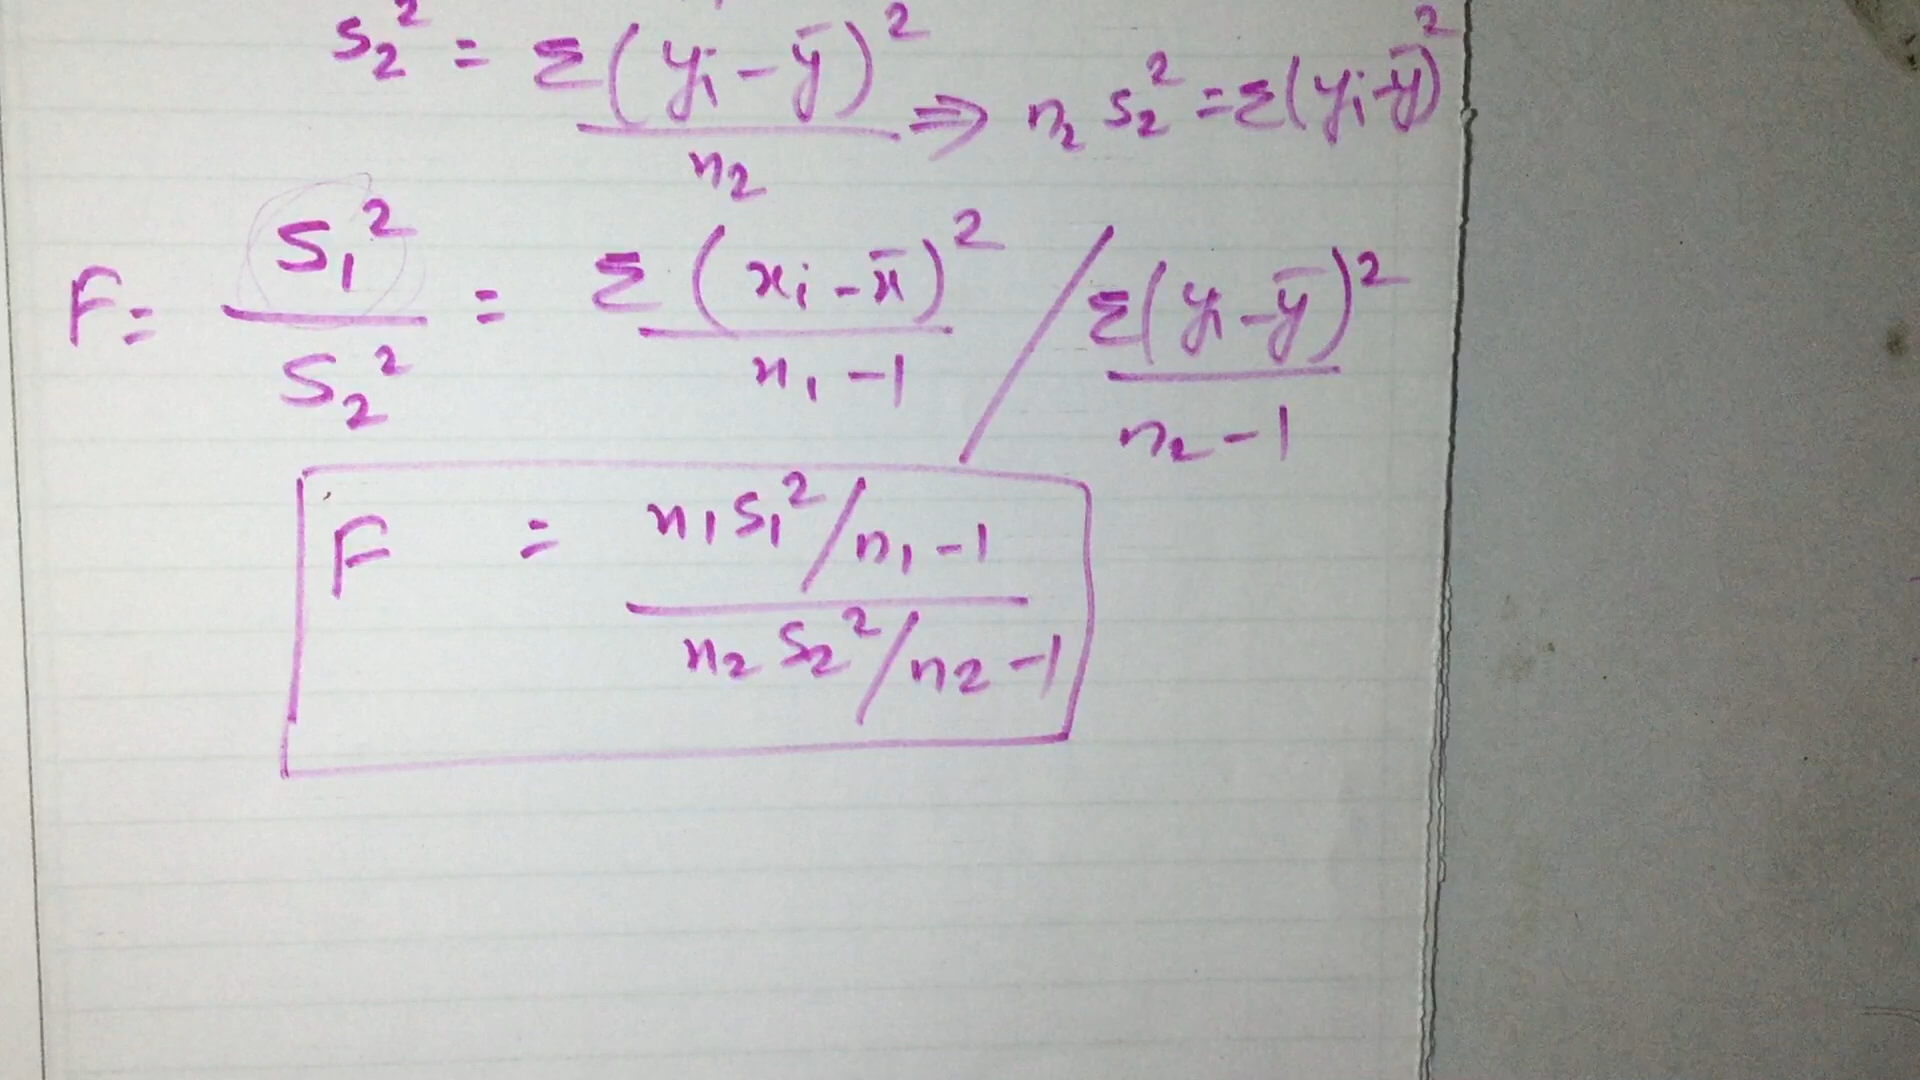 s₂² = Σ(yᵢ - ȳ)² / n₂ ⇒ n₂ s₂² = Σ(yᵢ - ȳ)²
F = S₁² / S₂² = Σ(xᵢ - x̄)² / n₁ - 1 / Σ(yᵢ - ȳ)² / n₂ - 1
F = n₁ s₁² / n₁ - 1 / n₂ s₂² / n₂ - 1